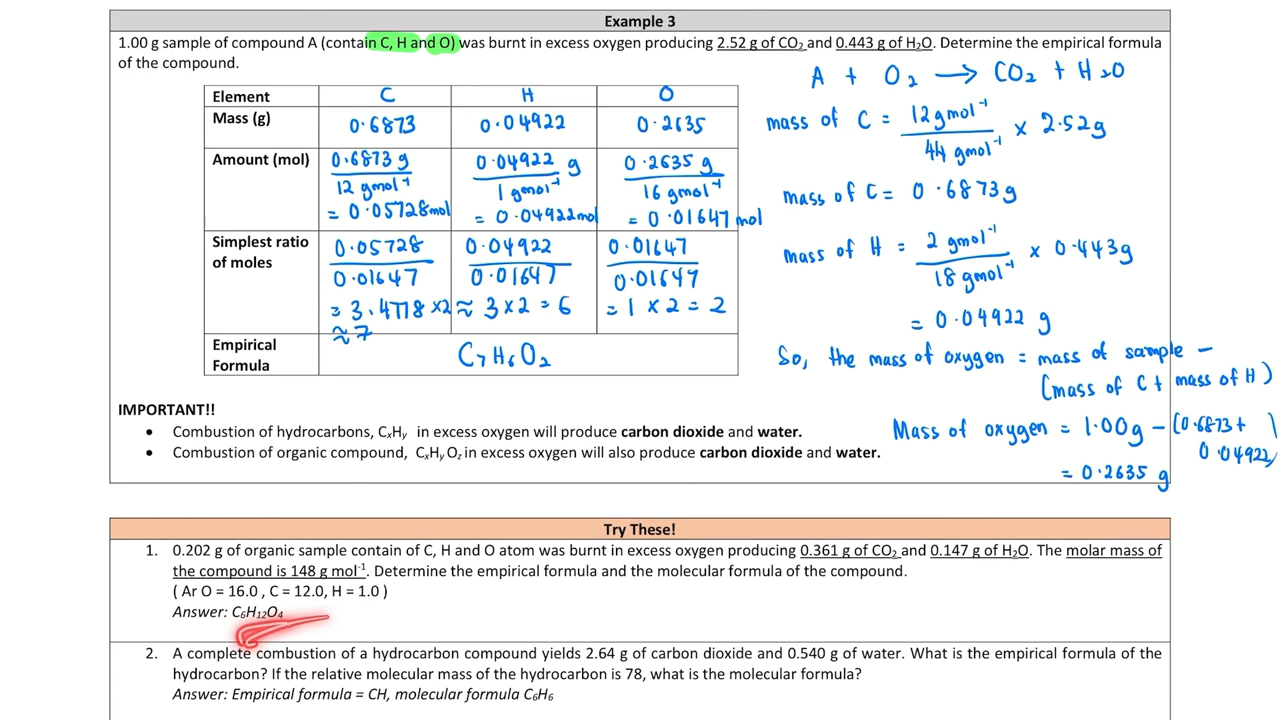 Example 3
1.00 g sample of compound A (contain C, H and O) was burnt in excess oxygen producing 2.52 g of CO₂ and 0.443 g of H₂O. Determine the empirical formula
of the compound.
A + O₂ → CO₂ + H₂O
Element C H O
Mass (g) 0.6873 0.04922 0.2635
Amount (mol) 0.6873 g / 12 gmol⁻¹ = 0.05728mol 0.04922 g / 1 gmol⁻¹ = 0.04922mol 0.2635 g / 16 gmol⁻¹ = 0.01647 mol
Simplest ratio of moles 0.05728 / 0.01647 = 3.4778 ×2 ≈ 7 0.04922 / 0.01647 ≈ 3 × 2 = 6 0.01647 / 0.01647 = 1 × 2 = 2
Empirical Formula C₇H₆O₂
mass of C = 12 gmol⁻¹ / 44 gmol⁻¹ × 2.52g
mass of C = 0.6873 g
mass of H = 2 gmol⁻¹ / 18 gmol⁻¹ × 0.443g
= 0.04922 g
So, the mass of oxygen = mass of sample –
(mass of C + mass of H)
Mass of oxygen = 1.00g – (0.6873 +
0.04922)
= 0.2635 g
IMPORTANT!!
• Combustion of hydrocarbons, CₓHᵧ in excess oxygen will produce carbon dioxide and water.
• Combustion of organic compound, CₓHᵧO_z in excess oxygen will also produce carbon dioxide and water.
Try These!
1. 0.202 g of organic sample contain of C, H and O atom was burnt in excess oxygen producing 0.361 g of CO₂ and 0.147 g of H₂O. The molar mass of
the compound is 148 g mol⁻¹. Determine the empirical formula and the molecular formula of the compound.
( Ar O = 16.0 , C = 12.0, H = 1.0 )
Answer: C₆H₁₂O₄
2. A complete combustion of a hydrocarbon compound yields 2.64 g of carbon dioxide and 0.540 g of water. What is the empirical formula of the
hydrocarbon? If the relative molecular mass of the hydrocarbon is 78, what is the molecular formula?
Answer: Empirical formula = CH, molecular formula C₆H₆